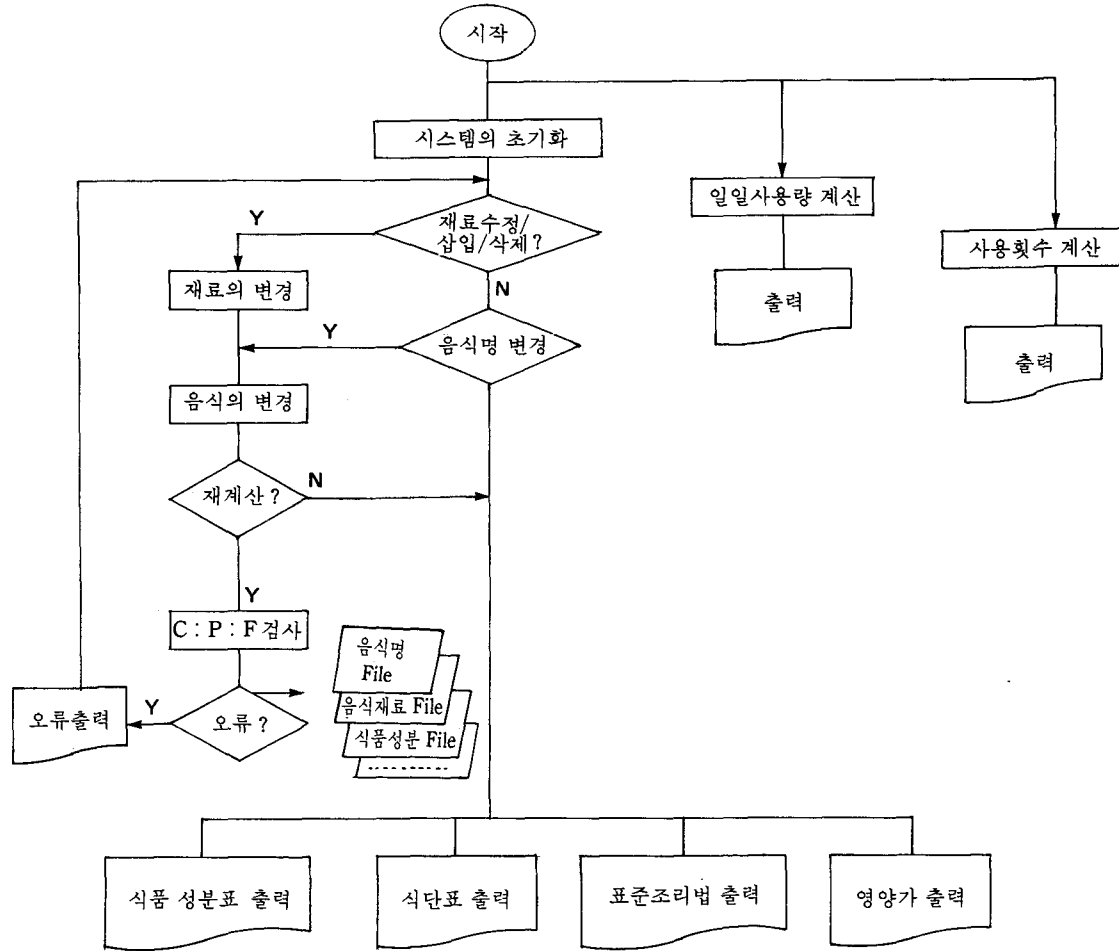 시작
시스템의 초기화
일일사용량 계산
Y
재료수정/
삽입/삭제?
사용횟수 계산
재료의 변경
N
출력
Y
음식명 변경
출력
음식의 변경
재계산?
N
Y
C : P : F 검사
음식명
File
음식재료 File
식품성분 File
오류출력
Y
오류?
식품 성분표 출력
식단표 출력
표준조리법 출력
영양가 출력